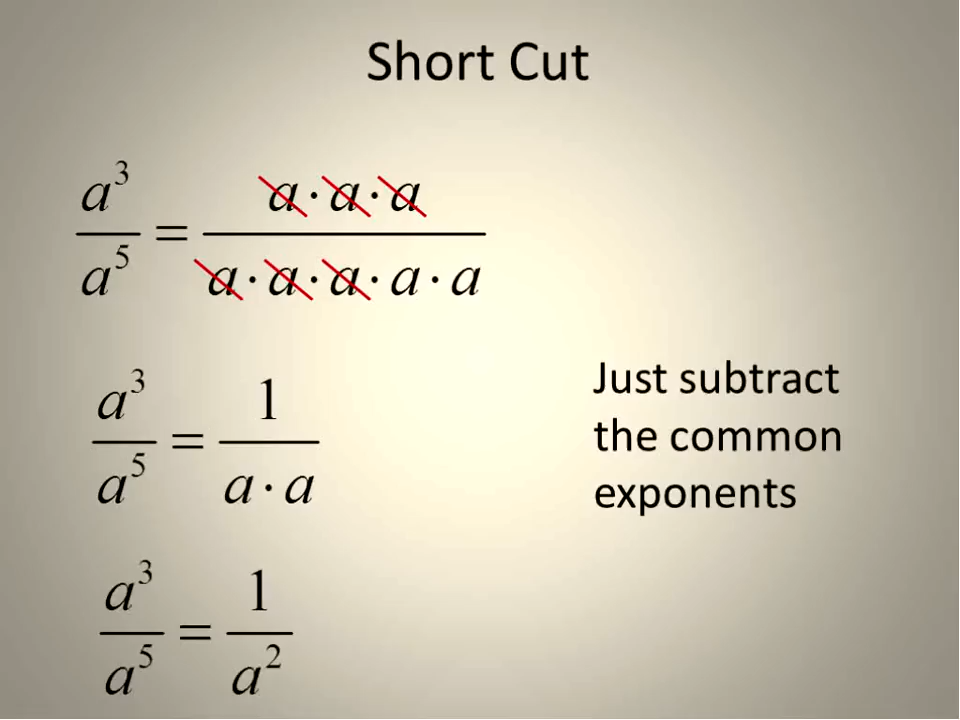 Short Cut
a³/a⁵ = (a · a · a)/(a · a · a · a · a)
a³/a⁵ = 1/(a · a)
Just subtract
the common
exponents
a³/a⁵ = 1/a²